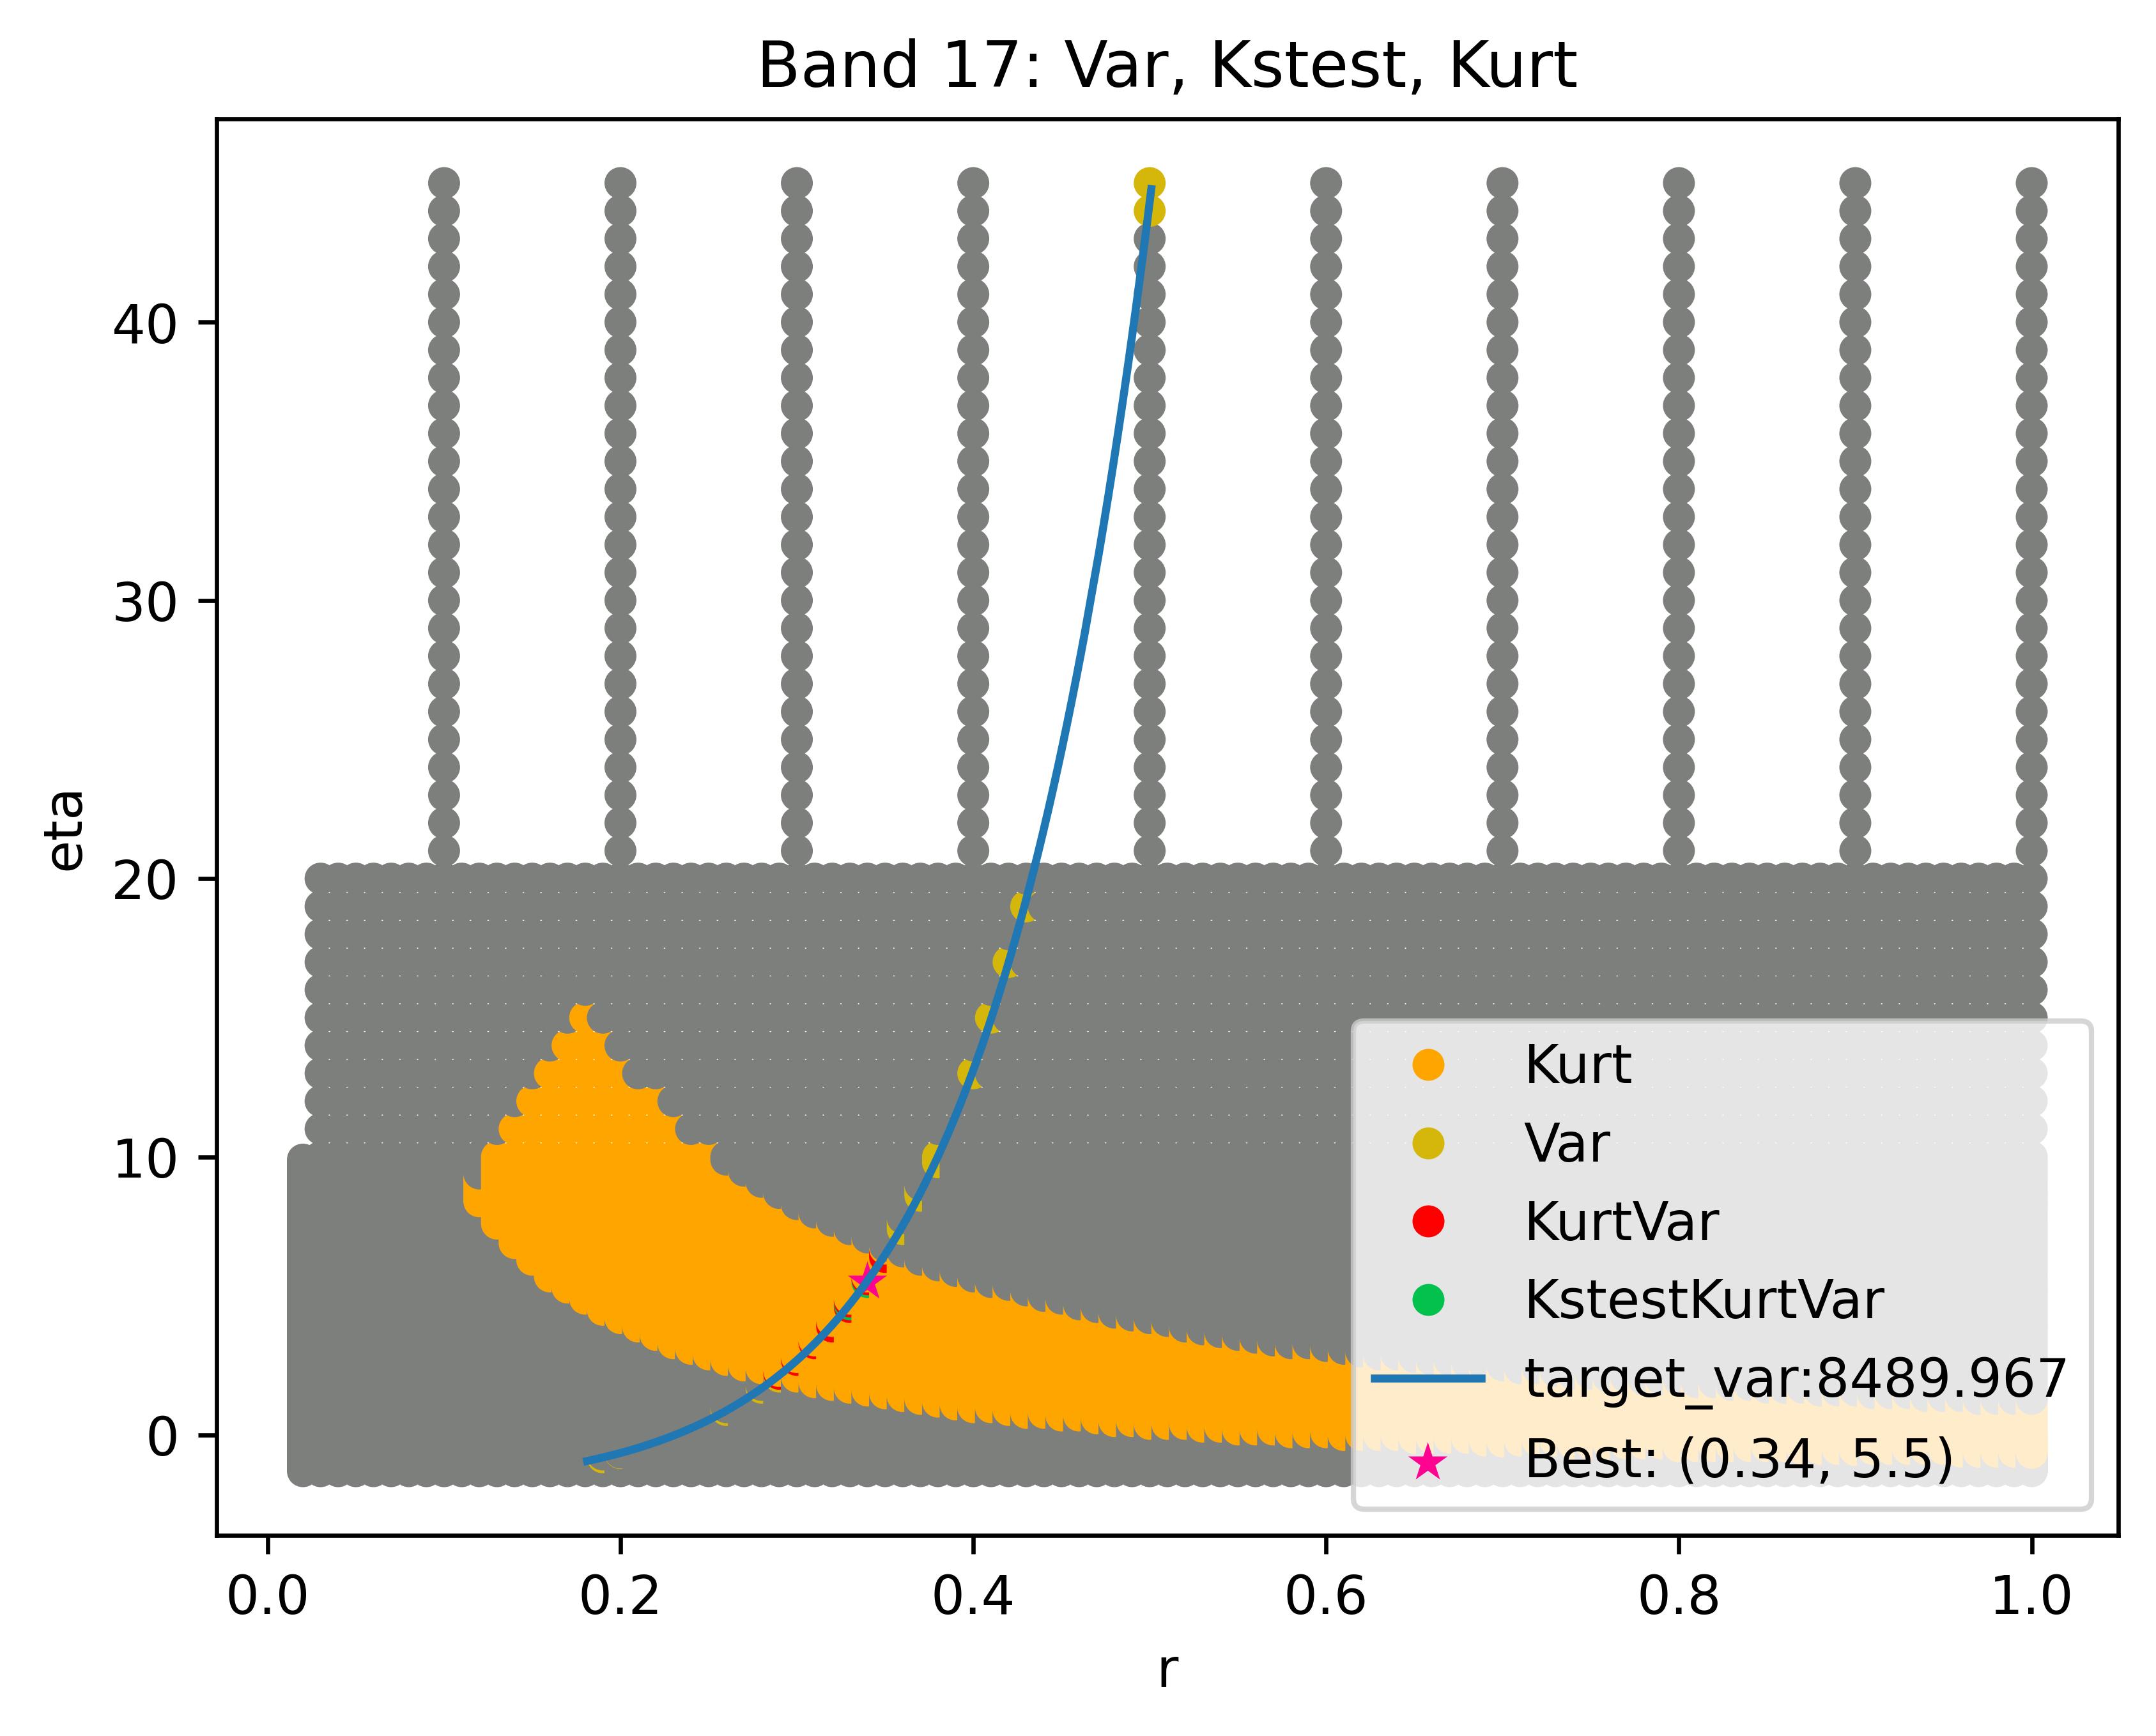 Band 17: Var, Kstest, Kurt
eta
40
30
20
10
0
Kurt
Var
KurtVar
KstestKurtVar
target_var:8489.967
Best: (0.34, 5.5)
0.0 0.2 0.4 0.6 0.8 1.0
r